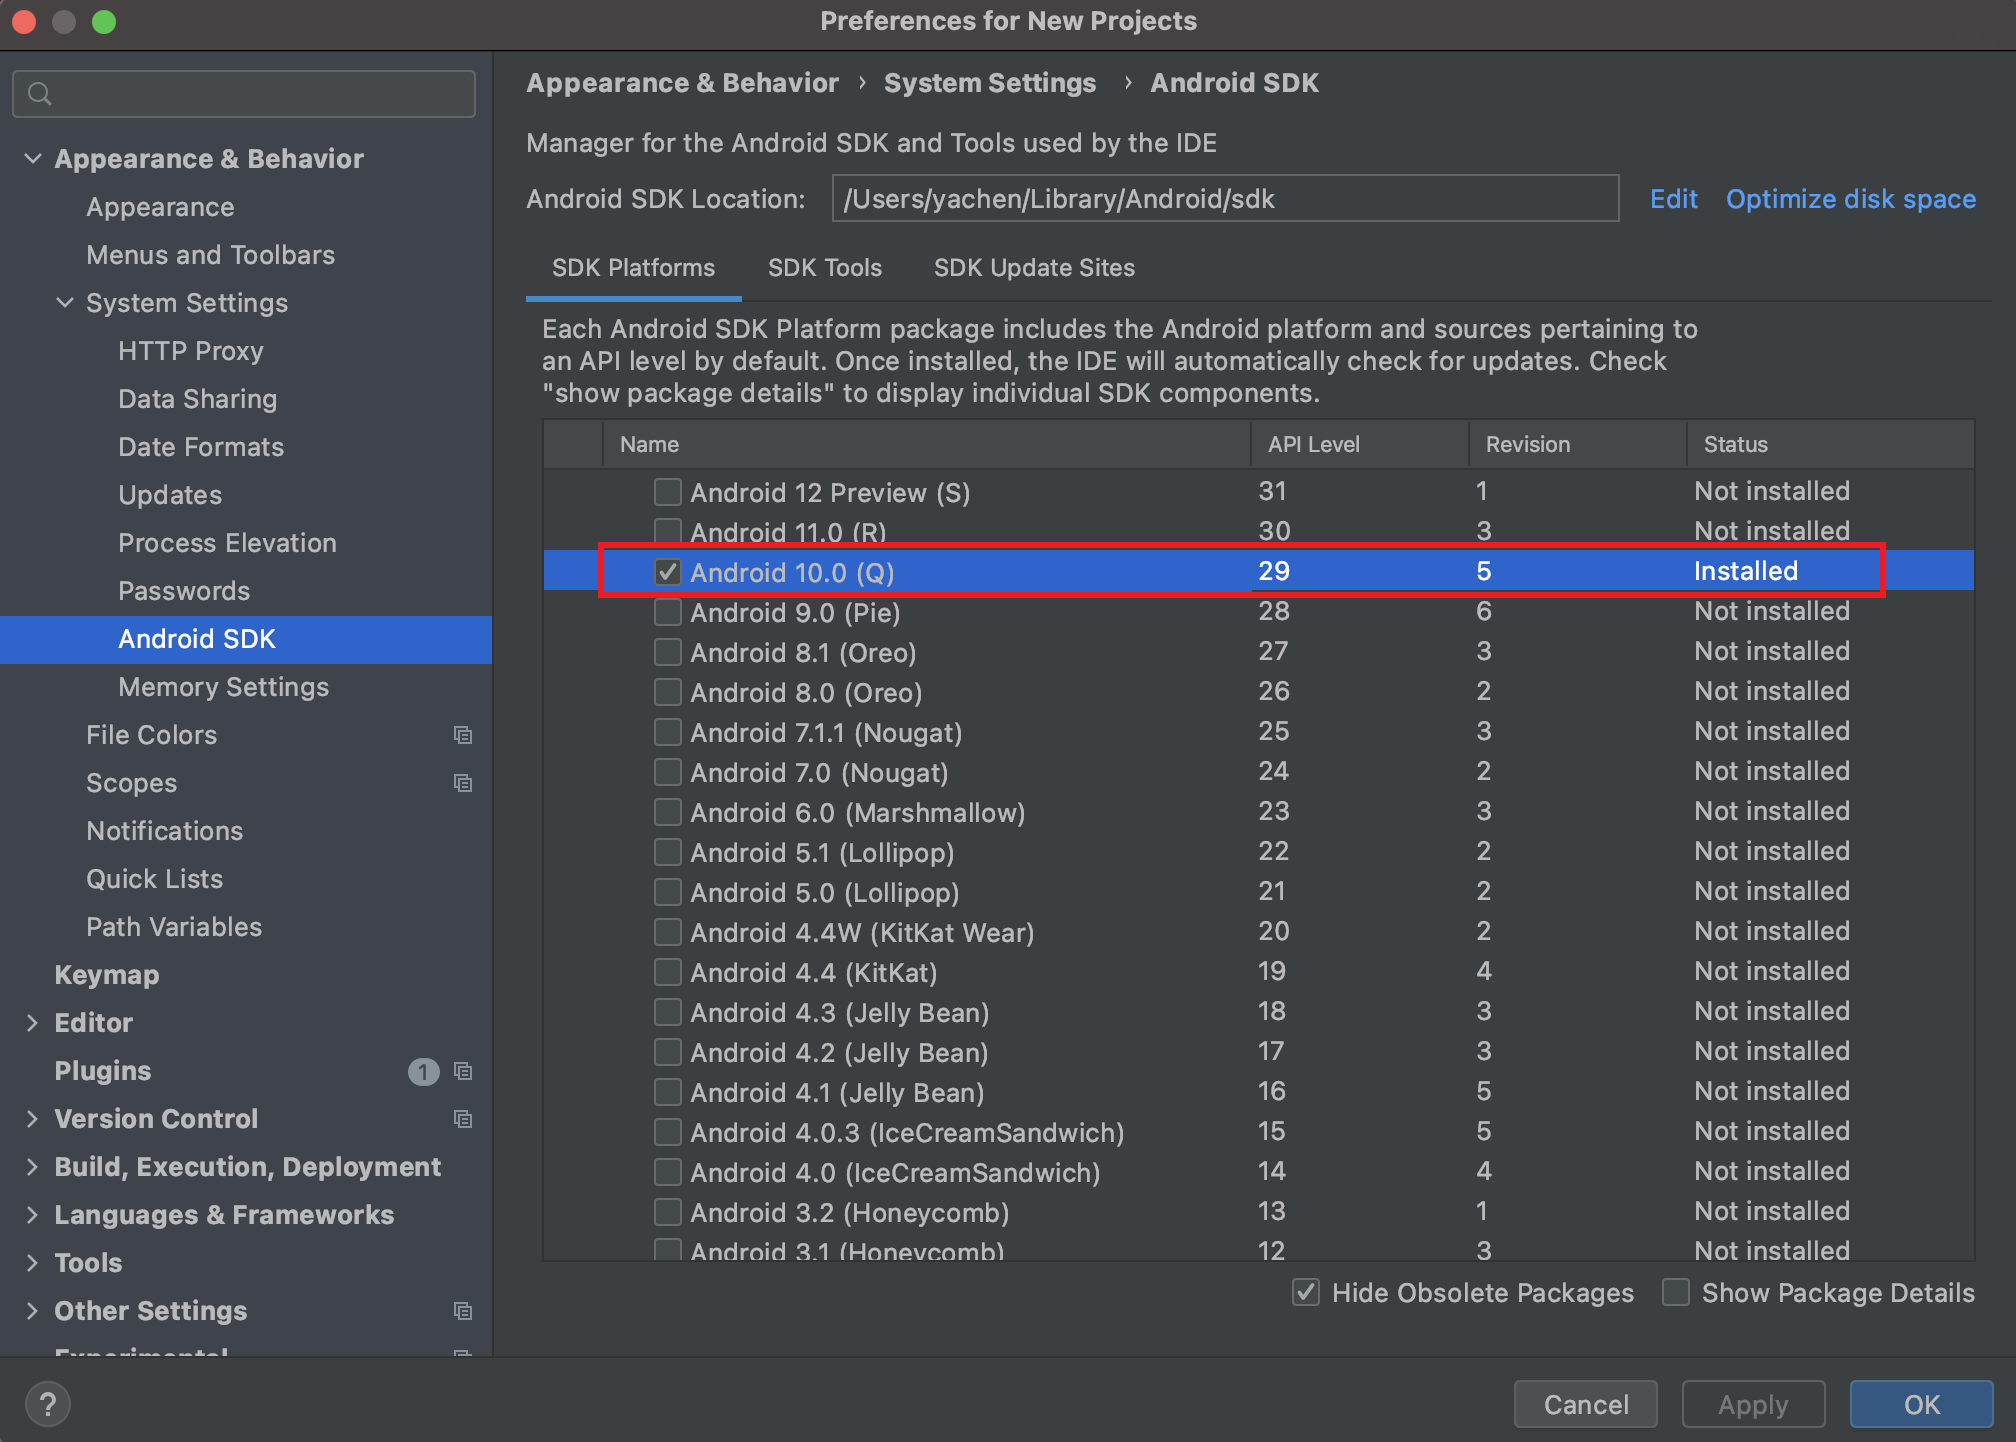 Preferences for New Projects
Appearance & Behavior
Appearance
Menus and Toolbars
System Settings
HTTP Proxy
Data Sharing
Date Formats
Updates
Process Elevation
Passwords
Android SDK
Memory Settings
File Colors
Scopes
Notifications
Quick Lists
Path Variables
Keymap
Editor
Plugins 1
Version Control
Build, Execution, Deployment
Languages & Frameworks
Tools
Other Settings
Experimental
Appearance & Behavior › System Settings › Android SDK
Manager for the Android SDK and Tools used by the IDE
Android SDK Location: /Users/yachen/Library/Android/sdk Edit Optimize disk space
SDK Platforms SDK Tools SDK Update Sites
Each Android SDK Platform package includes the Android platform and sources pertaining to
an API level by default. Once installed, the IDE will automatically check for updates. Check
"show package details" to display individual SDK components.
Name API Level Revision Status
Android 12 Preview (S) 31 1 Not installed
Android 11.0 (R) 30 3 Not installed
Android 10.0 (Q) 29 5 Installed
Android 9.0 (Pie) 28 6 Not installed
Android 8.1 (Oreo) 27 3 Not installed
Android 8.0 (Oreo) 26 2 Not installed
Android 7.1.1 (Nougat) 25 3 Not installed
Android 7.0 (Nougat) 24 2 Not installed
Android 6.0 (Marshmallow) 23 3 Not installed
Android 5.1 (Lollipop) 22 2 Not installed
Android 5.0 (Lollipop) 21 2 Not installed
Android 4.4W (KitKat Wear) 20 2 Not installed
Android 4.4 (KitKat) 19 4 Not installed
Android 4.3 (Jelly Bean) 18 3 Not installed
Android 4.2 (Jelly Bean) 17 3 Not installed
Android 4.1 (Jelly Bean) 16 5 Not installed
Android 4.0.3 (IceCreamSandwich) 15 5 Not installed
Android 4.0 (IceCreamSandwich) 14 4 Not installed
Android 3.2 (Honeycomb) 13 1 Not installed
Android 3.1 (Honeycomb) 12 3 Not installed
Hide Obsolete Packages Show Package Details
? Cancel Apply OK